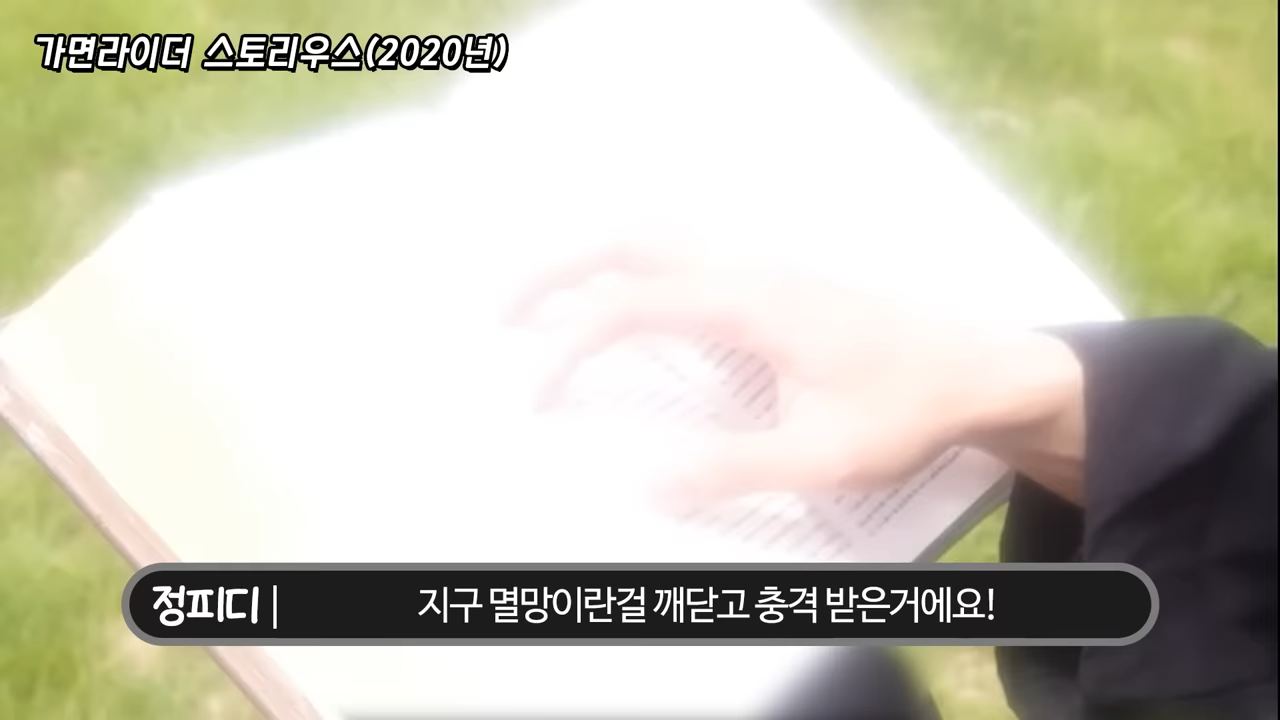 가면라이더 스토리우스(2020년)
정피디 | 지구 멸망이란걸 깨닫고 충격 받은거에요!